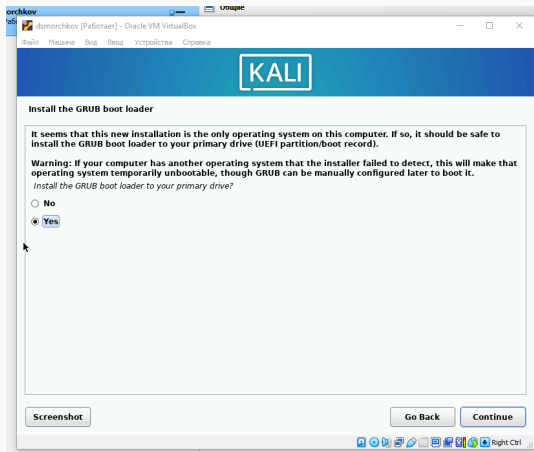 orchkov
Общие
dsmorchkov [Работает] - Oracle VM VirtualBox
Файл Машина Вид Ввод Устройства Справка
KALI
Install the GRUB boot loader
It seems that this new installation is the only operating system on this computer. If so, it should be safe to
install the GRUB boot loader to your primary drive (UEFI partition/boot record).
Warning: If your computer has another operating system that the installer failed to detect, this will make that
operating system temporarily unbootable, though GRUB can be manually configured later to boot it.
Install the GRUB boot loader to your primary drive?
No
Yes
Screenshot
Go Back
Continue
Right Ctrl